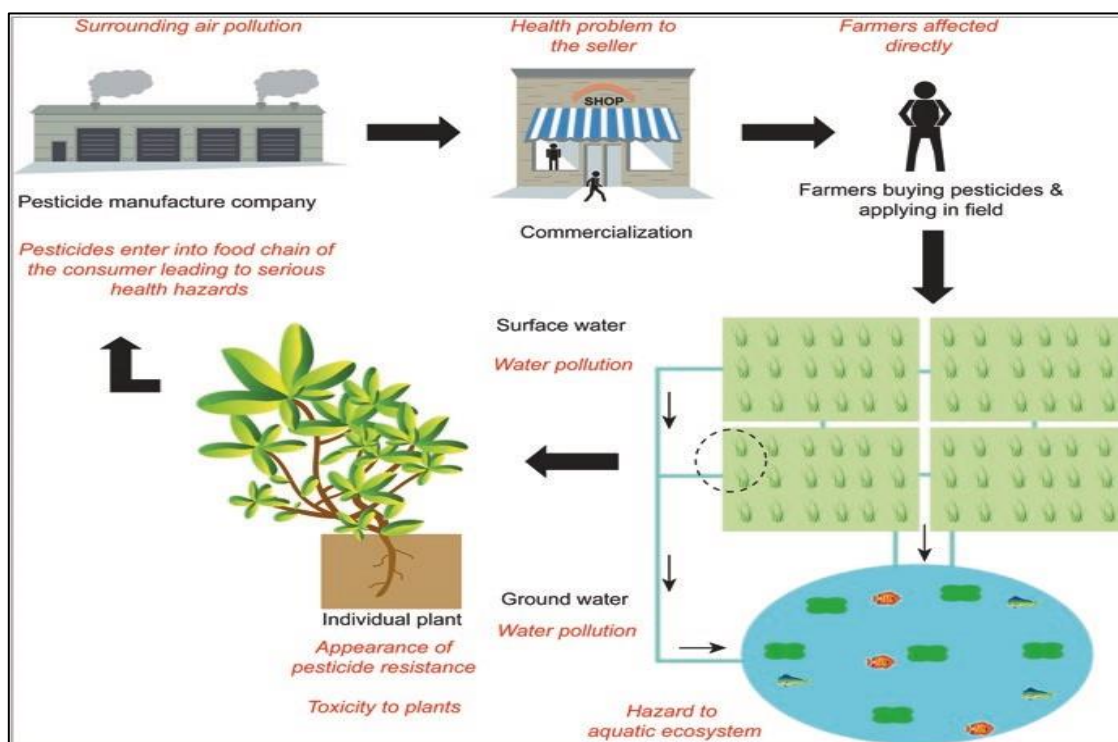 Surrounding air pollution
Health problem to
the seller
Farmers affected
directly
SHOP
Pesticide manufacture company
Commercialization
Farmers buying pesticides &
applying in field
Pesticides enter into food chain of
the consumer leading to serious
health hazards
Surface water
Water pollution
Individual plant
Appearance of
pesticide resistance
Toxicity to plants
Ground water
Water pollution
Hazard to
aquatic ecosystem